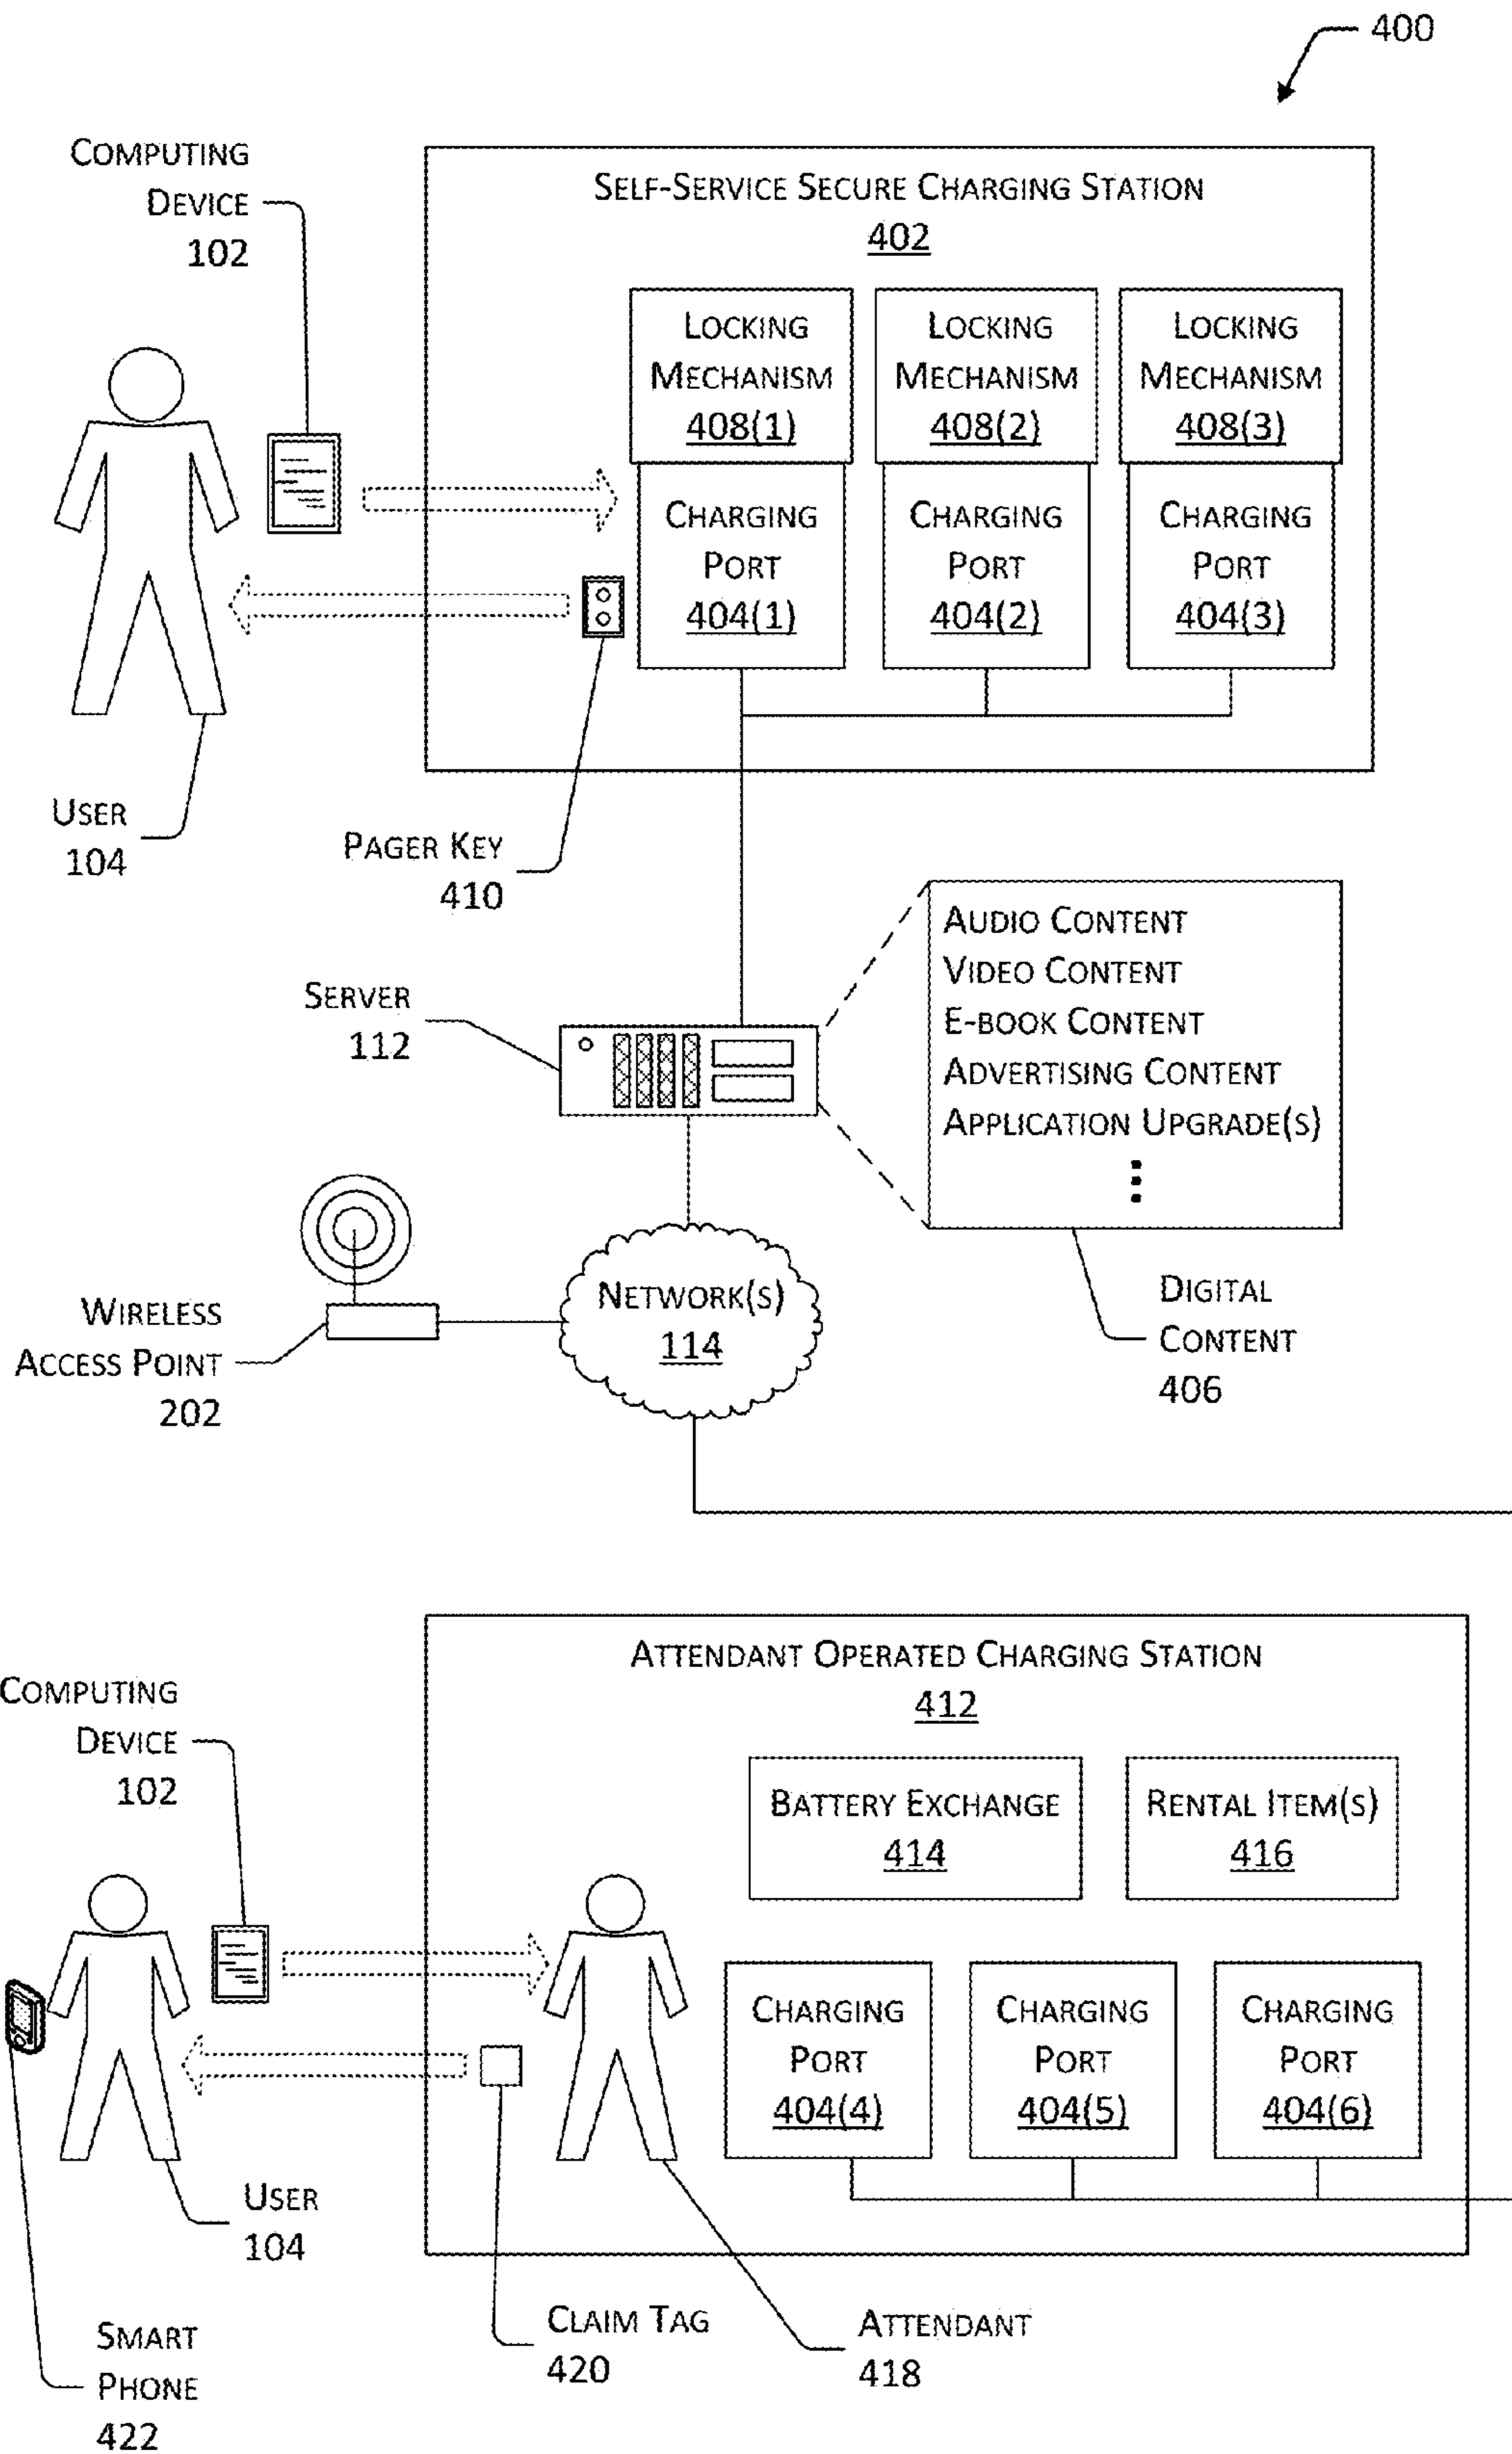 400
COMPUTING
DEVICE
102
SELF-SERVICE SECURE CHARGING STATION
402
LOCKING
MECHANISM
408(1)
LOCKING
MECHANISM
408(2)
LOCKING
MECHANISM
408(3)
CHARGING
PORT
404(1)
CHARGING
PORT
404(2)
CHARGING
PORT
404(3)
USER
104
PAGER KEY
410
AUDIO CONTENT
VIDEO CONTENT
E-BOOK CONTENT
ADVERTISING CONTENT
APPLICATION UPGRADE(S)
SERVER
112
NETWORK(S)
114
WIRELESS
ACCESS POINT
202
DIGITAL
CONTENT
406
ATTENDANT OPERATED CHARGING STATION
412
COMPUTING
DEVICE
102
BATTERY EXCHANGE
414
RENTAL ITEM(S)
416
CHARGING
PORT
404(4)
CHARGING
PORT
404(5)
CHARGING
PORT
404(6)
USER
104
SMART
PHONE
422
CLAIM TAG
420
ATTENDANT
418